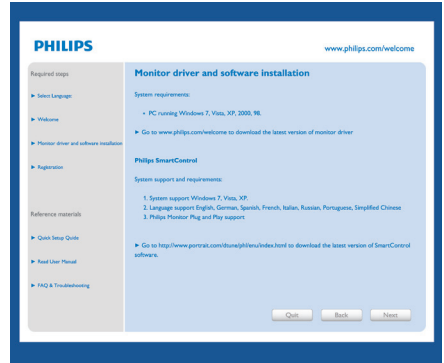 PHILIPS
www.philips.com/welcome
Required steps
► Select Language
► Welcome
► Monitor driver and software installation
► Registration
Reference materials
► Quick Setup Guide
► Read User Manual
► FAQ & Troubleshooting
Monitor driver and software installation
System requirements:
• PC running Windows 7, Vista, XP, 2000, 98.
► Go to www.philips.com/welcome to download the latest version of monitor driver
Philips SmartControl
System support and requirements:
1. System support Windows 7, Vista, XP.
2. Language support English, German, Spanish, French, Italian, Russian, Portuguese, Simplified Chinese
3. Philips Monitor Plug and Play support
► Go to http://www.portrait.com/dtune/phl/enu/index.html to download the latest version of SmartControl
software.
Quit
Back
Next